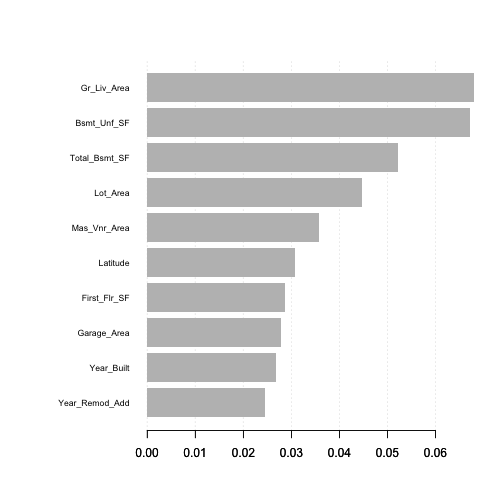 Gr_Liv_Area
Bsmt_Unf_SF
Total_Bsmt_SF
Lot_Area
Mas_Vnr_Area
Latitude
First_Flr_SF
Garage_Area
Year_Built
Year_Remod_Add
0.00 0.01 0.02 0.03 0.04 0.05 0.06